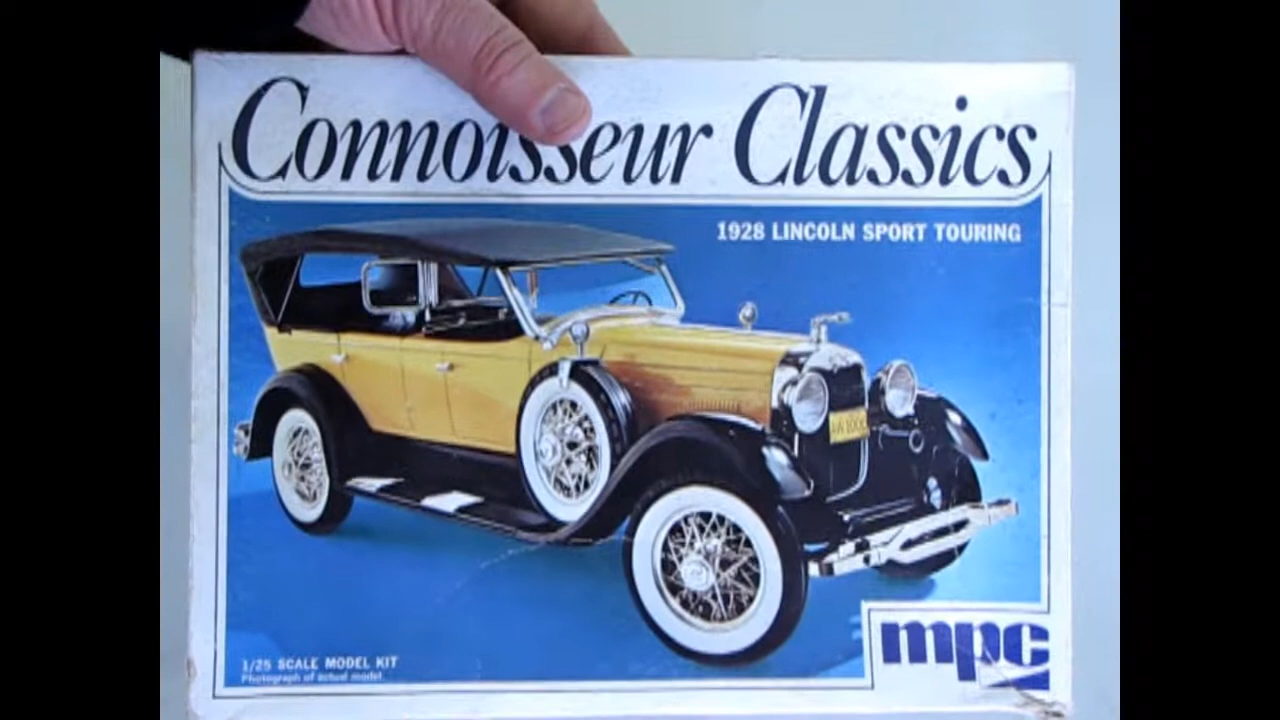 Connoisseur Classics
1928 LINCOLN SPORT TOURING
1/25 SCALE MODEL KIT
Photograph of actual model.
mpc